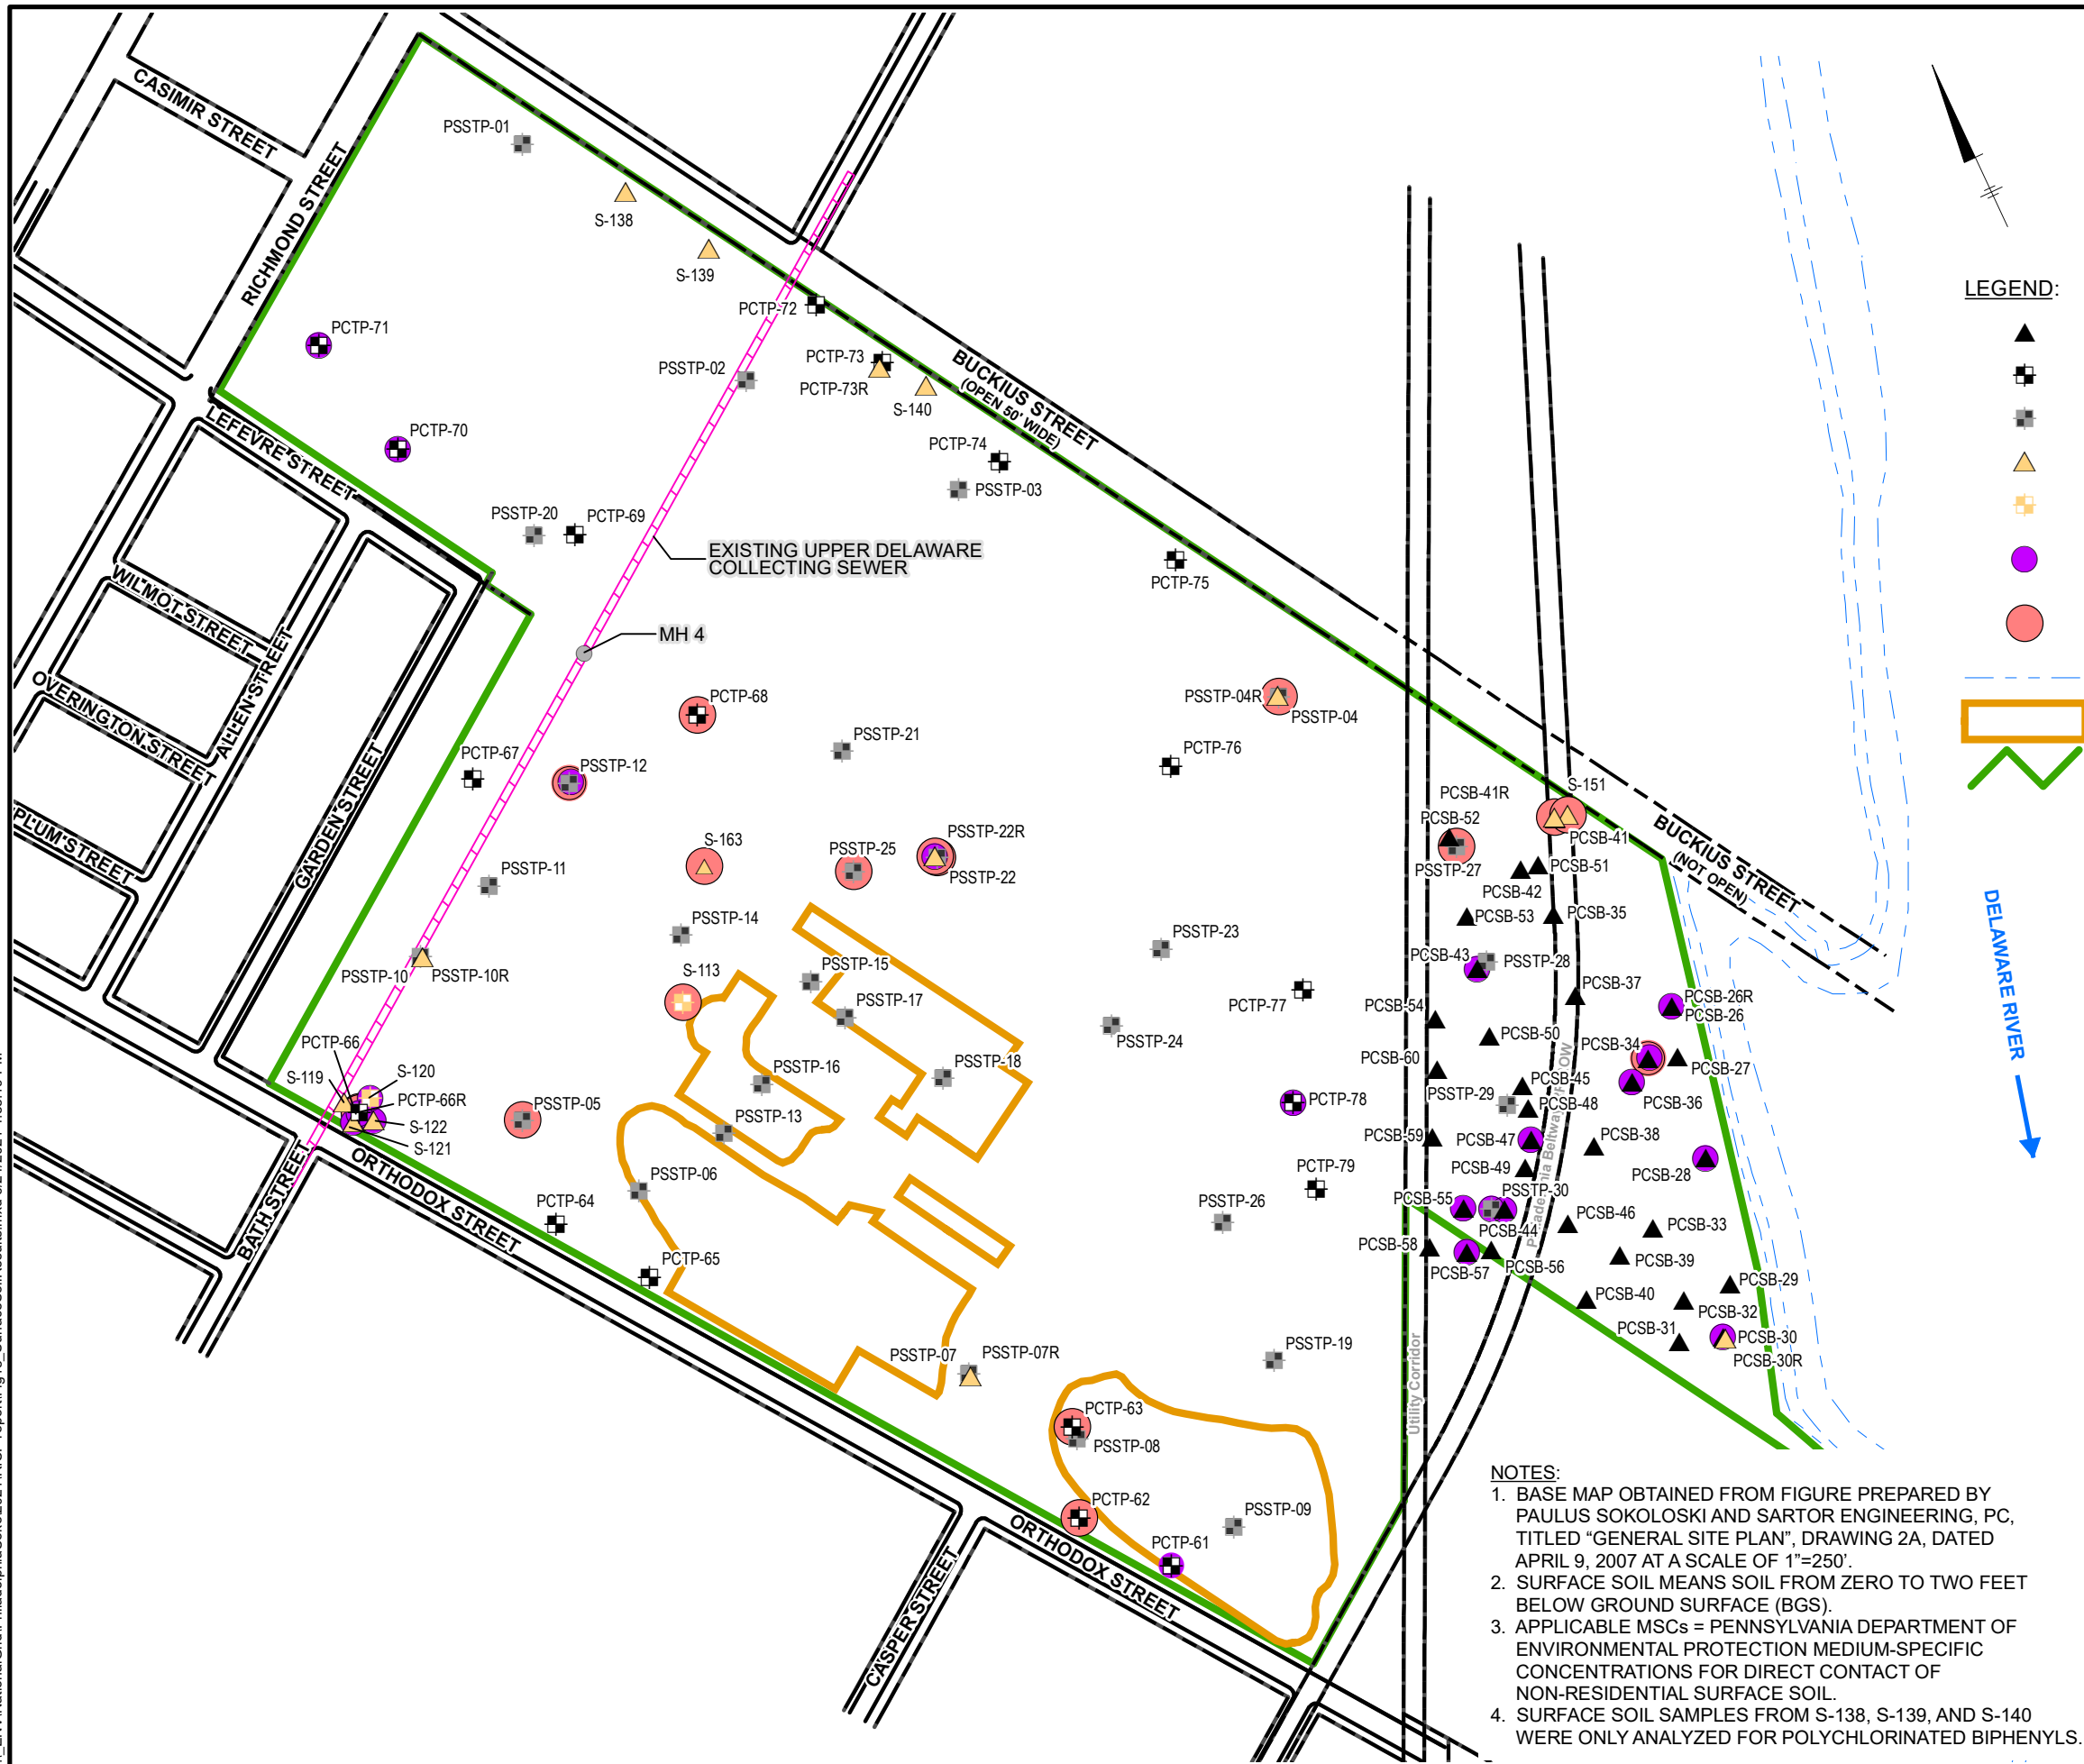 CASIMIR STREET
RICHMOND STREET
PSSTP-01
S-138
S-139
PCTP-72
PCTP-71
PSSTP-02
PCTP-73
PCTP-73R
S-140
BUCKIUS STREET
(OPEN 50' WIDE)
LEFEVRE STREET
PCTP-70
PCTP-74
PSSTP-03
PSSTP-20
PCTP-69
EXISTING UPPER DELAWARE
COLLECTING SEWER
PCTP-75
WILMOT STREET
MH 4
OVERINGTON STREET
ALLEN STREET
PLUM STREET
GARDEN STREET
PCTP-68
PSSTP-04R
PSSTP-04
PSSTP-21
PCTP-76
PCTP-67
PSSTP-12
S-151
PCSB-41R
PCSB-52
PCSB-41
BUCKIUS STREET
(NOT OPEN)
S-163
PSSTP-25
PSSTP-22R
PSSTP-22
PSSTP-27
PCSB-51
PCSB-42
PSSTP-11
PCSB-53
PCSB-35
PSSTP-14
PSSTP-23
PCSB-43
PSSTP-28
PSSTP-10
PSSTP-10R
S-113
PSSTP-15
PSSTP-17
PCTP-77
PCSB-37
PCSB-26R
PCSB-26
PCSB-54
PSSTP-24
PCSB-50
PCSB-34
PCSB-27
PCTP-66
S-119
S-120
PCTP-66R
S-122
S-121
PSSTP-16
PSSTP-18
PCSB-60
PCSB-45
PSSTP-29
PCSB-48
PCSB-36
PSSTP-05
PSSTP-13
PCTP-78
PCSB-59
PCSB-47
PCSB-38
PCSB-49
PCSB-28
BATH STREET
ORTHODOX STREET
PSSTP-06
PCTP-64
PCTP-79
PSSTP-26
PCSB-55
PSSTP-30
PCSB-44
PCSB-46
PCSB-33
PCTP-65
PCSB-58
PCSB-57
PCSB-56
PCSB-39
PCSB-29
PCSB-40
PCSB-32
PCSB-31
PCSB-30
PCSB-30R
PSSTP-07
PSSTP-07R
PSSTP-19
Utility Corridor
PCTP-63
PSSTP-08
PCTP-62
PSSTP-09
PCTP-61
ORTHODOX STREET
CASPER STREET
DELAWARE RIVER
LEGEND:
NOTES:
1. BASE MAP OBTAINED FROM FIGURE PREPARED BY
PAULUS SOKOLOSKI AND SARTOR ENGINEERING, PC,
TITLED “GENERAL SITE PLAN”, DRAWING 2A, DATED
APRIL 9, 2007 AT A SCALE OF 1”=250’.
2. SURFACE SOIL MEANS SOIL FROM ZERO TO TWO FEET
BELOW GROUND SURFACE (BGS).
3. APPLICABLE MSCs = PENNSYLVANIA DEPARTMENT OF
ENVIRONMENTAL PROTECTION MEDIUM-SPECIFIC
CONCENTRATIONS FOR DIRECT CONTACT OF
NON-RESIDENTIAL SURFACE SOIL.
4. SURFACE SOIL SAMPLES FROM S-138, S-139, AND S-140
WERE ONLY ANALYZED FOR POLYCHLORINATED BIPHENYLS.